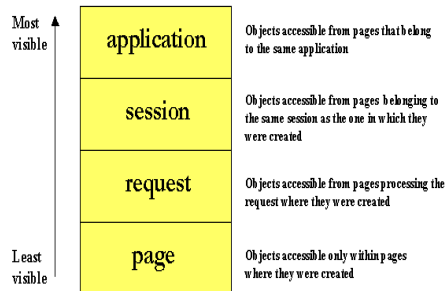 Most
visible
application
Objects accessible from pages that belong
to the same application
session
Objects accessible from pages belonging to
the same session as the one in which they
were created
request
Objects accessible from pages processing the
request where they were created
Least
visible
page
Objects accessible only within pages
where they were created